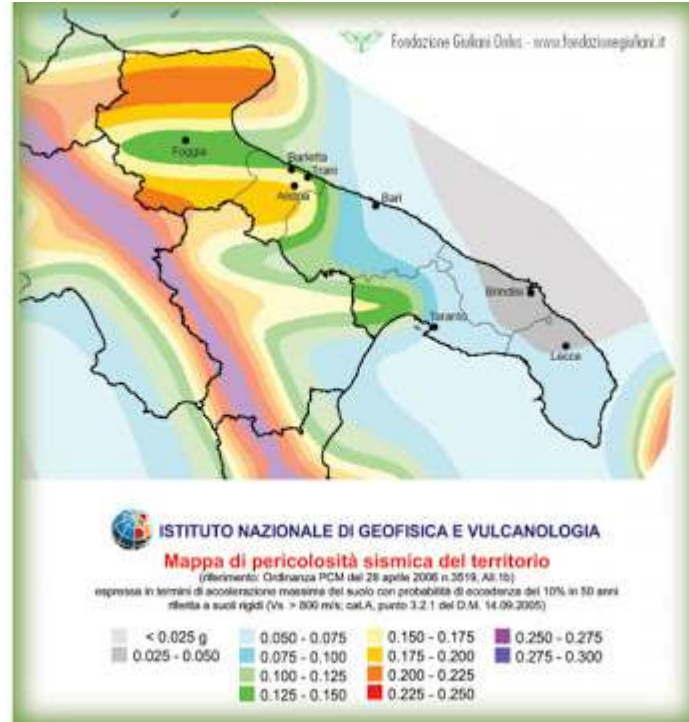 Fondazione Giuliani Onlus - www.fondazionegiuliani.it
Foggia
Barletta
Trani
Andria
Bari
Brindisi
Taranto
Lecce
ISTITUTO NAZIONALE DI GEOFISICA E VULCANOLOGIA
Mappa di pericolosità sismica del territorio
(riferimento: Ordinanza PCM del 28 aprile 2006 n.3519, All.1b)
espressa in termini di accelerazione massima del suolo con probabilità di eccedenza del 10% in 50 anni
riferita a suoli rigidi (Vs > 800 m/s; cat.A, punto 3.2.1 del D.M. 14.09.2005)
< 0.025 g
0.025 - 0.050
0.050 - 0.075
0.075 - 0.100
0.100 - 0.125
0.125 - 0.150
0.150 - 0.175
0.175 - 0.200
0.200 - 0.225
0.225 - 0.250
0.250 - 0.275
0.275 - 0.300